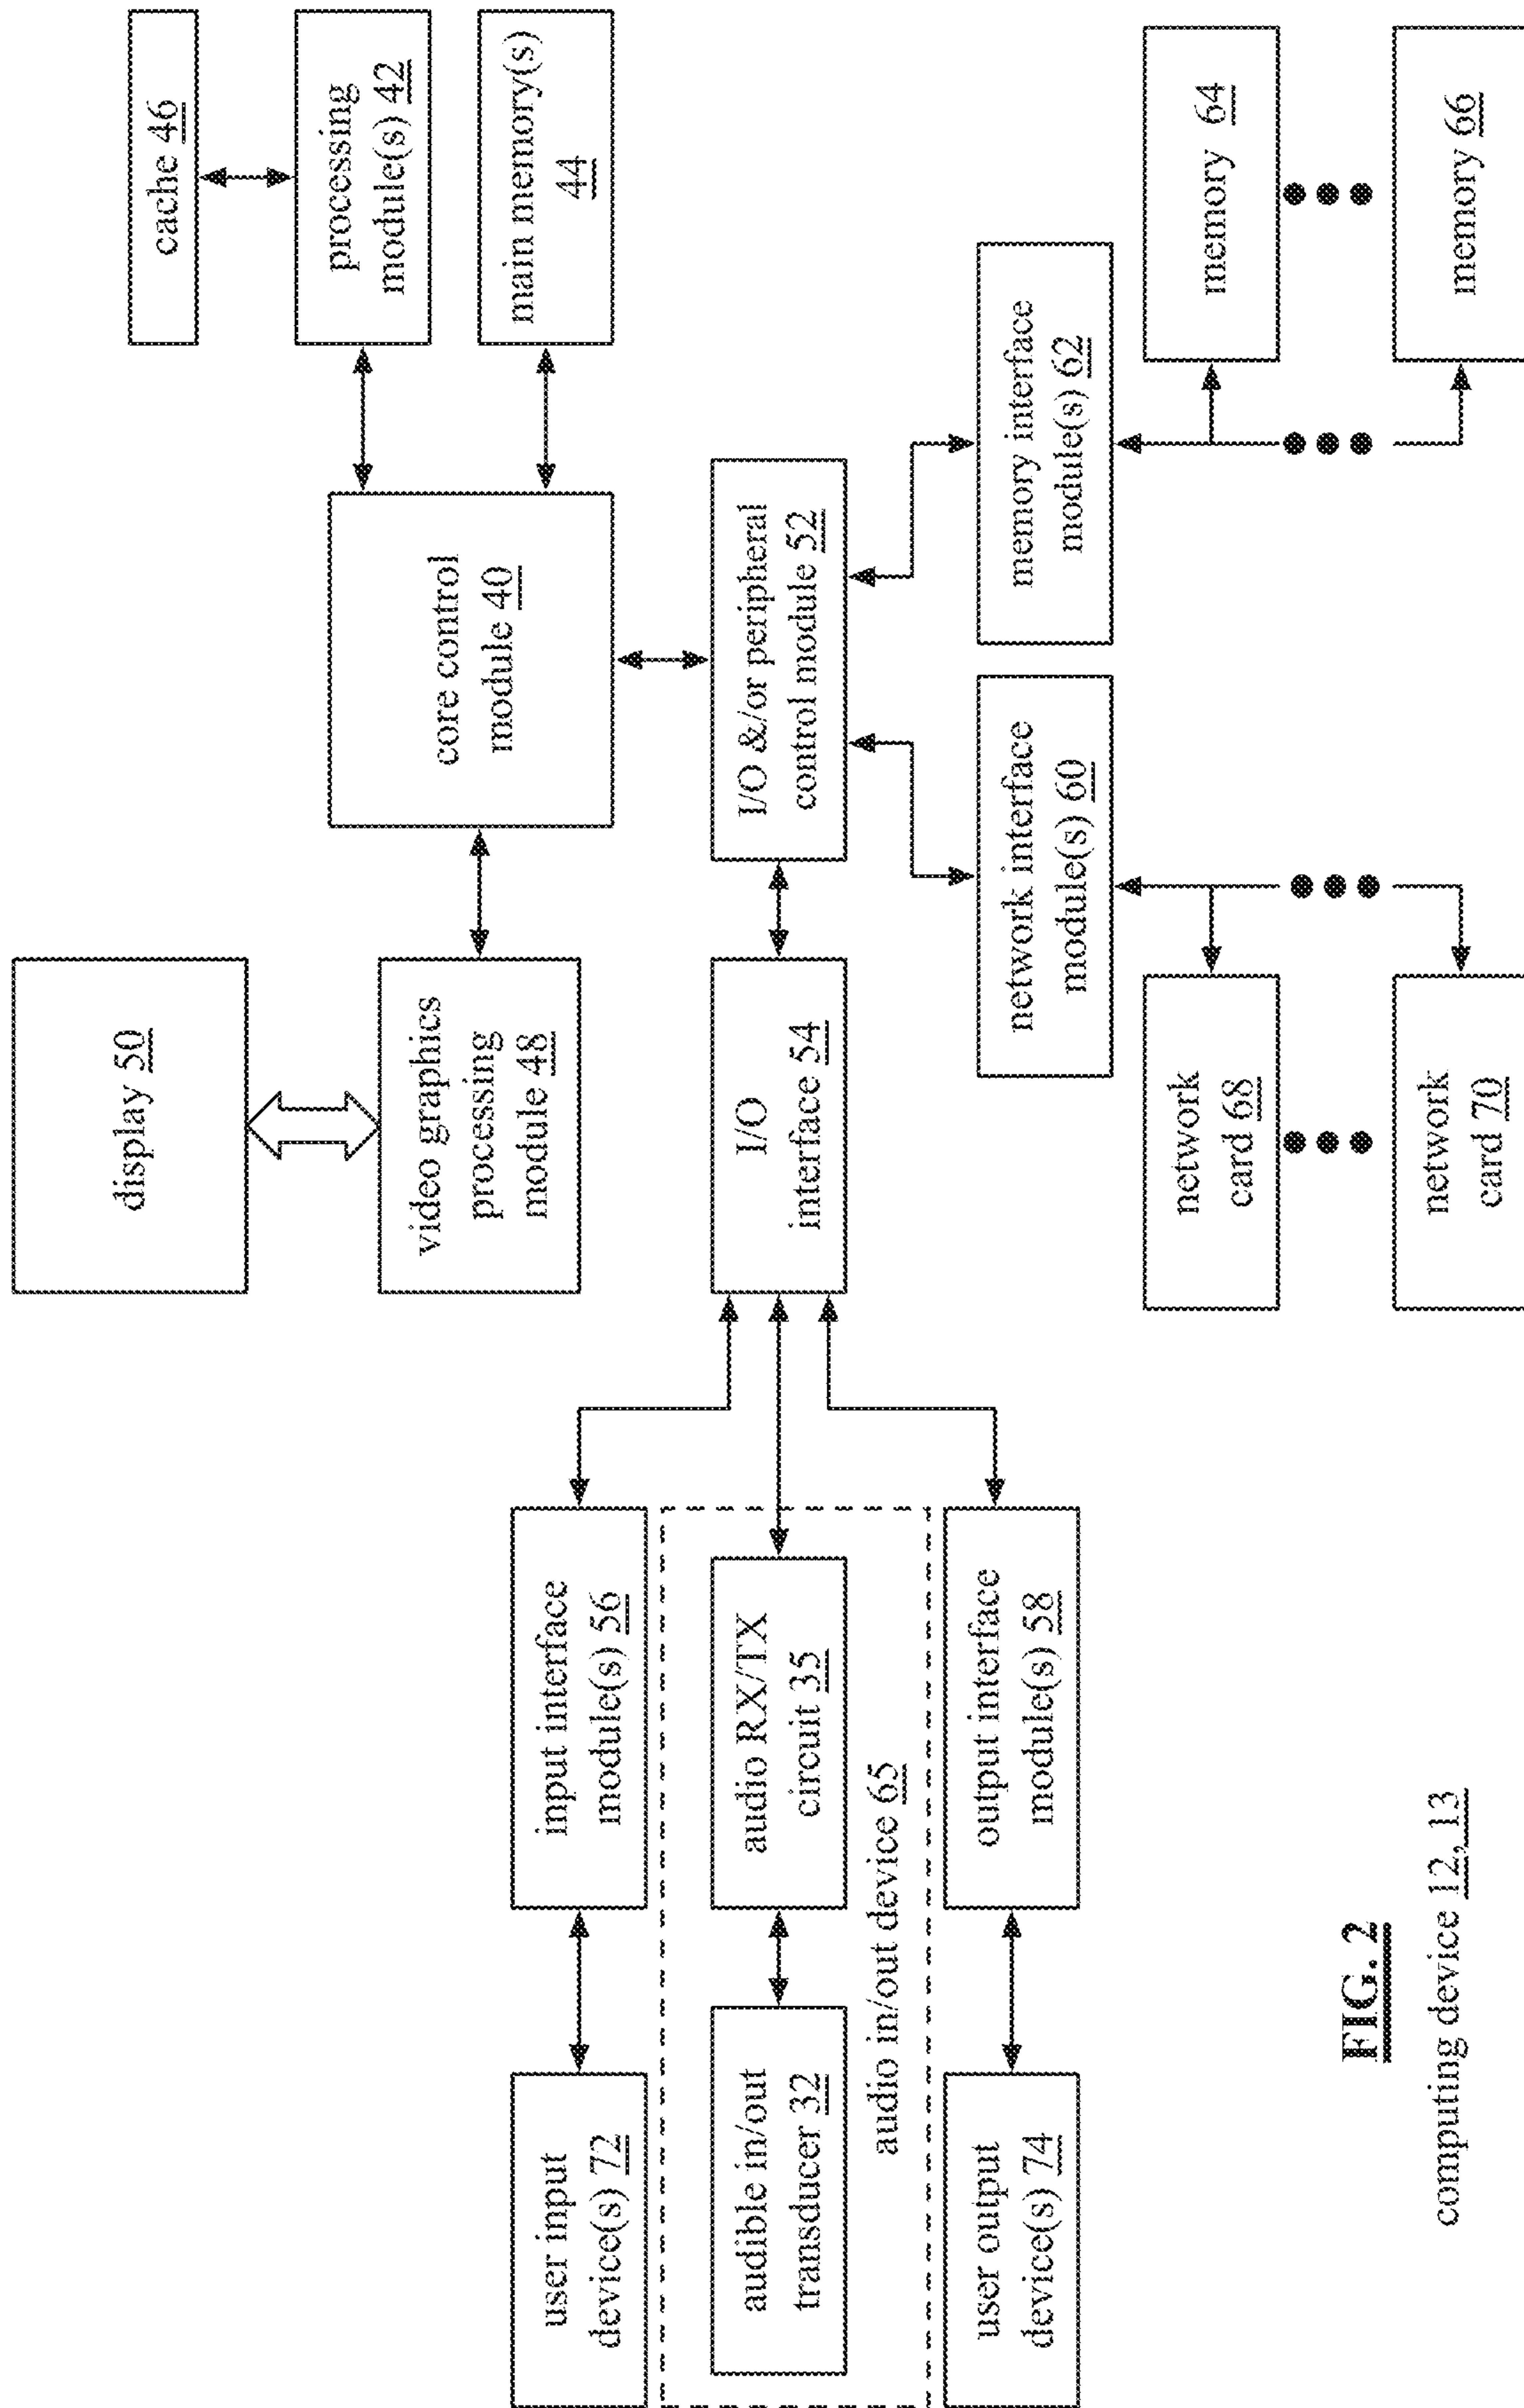 display 50
video graphics
processing
module 48
core control
module 40
cache 46
processing
module(s) 42
main memory(s)
44
user input
device(s) 72
input interface
module(s) 56
audible in/out
transducer 32
audio RX/TX
circuit 35
audio in/out device 65
user output
device(s) 74
output interface
module(s) 58
I/O
interface 54
I/O &/or peripheral
control module 52
network interface
module(s) 60
memory interface
module(s) 62
network
card 68
memory 64
network
card 70
memory 66
FIG. 2
computing device 12, 13